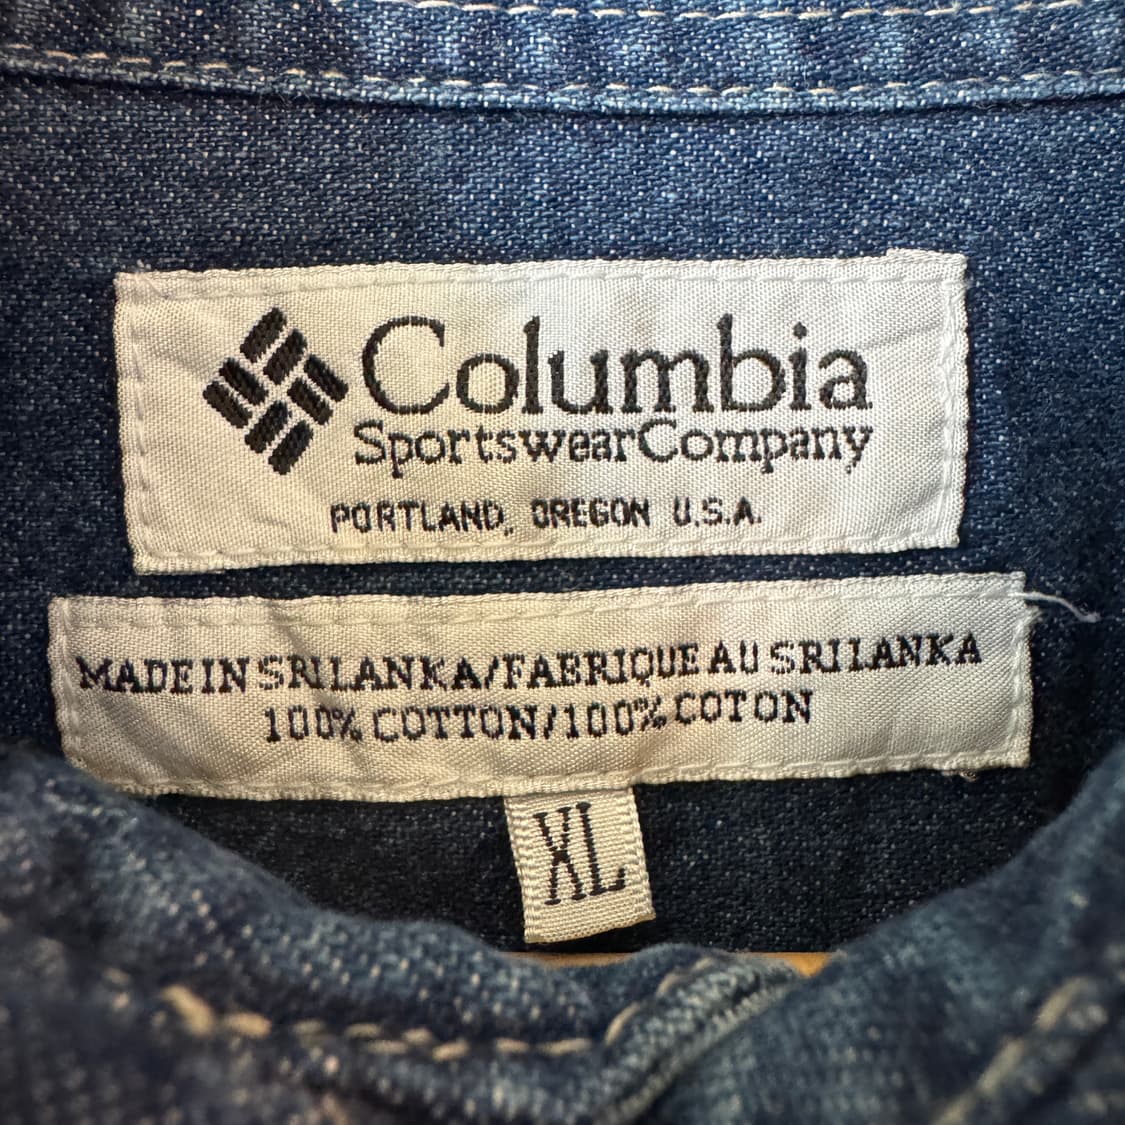 Columbia
SportswearCompany
PORTLAND, OREGON U.S.A.
MADE IN SRI LANKA/FABRIQUE AU SRI LANKA
100% COTTON/100% COTON
XL